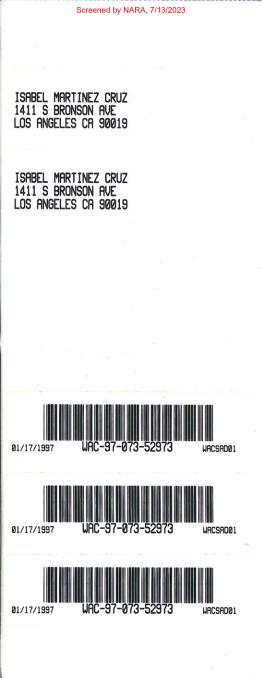 Screened by NARA, 7/13/2023
ISABEL MARTINEZ CRUZ
1411 S BRONSON AVE
LOS ANGELES CA 90019
ISABEL MARTINEZ CRUZ
1411 S BRONSON AVE
LOS ANGELES CA 90019
01/17/1997 WAC-97-073-52973 WACSAD01
01/17/1997 WAC-97-073-52973 WACSAD01
01/17/1997 WAC-97-073-52973 WACSAD01